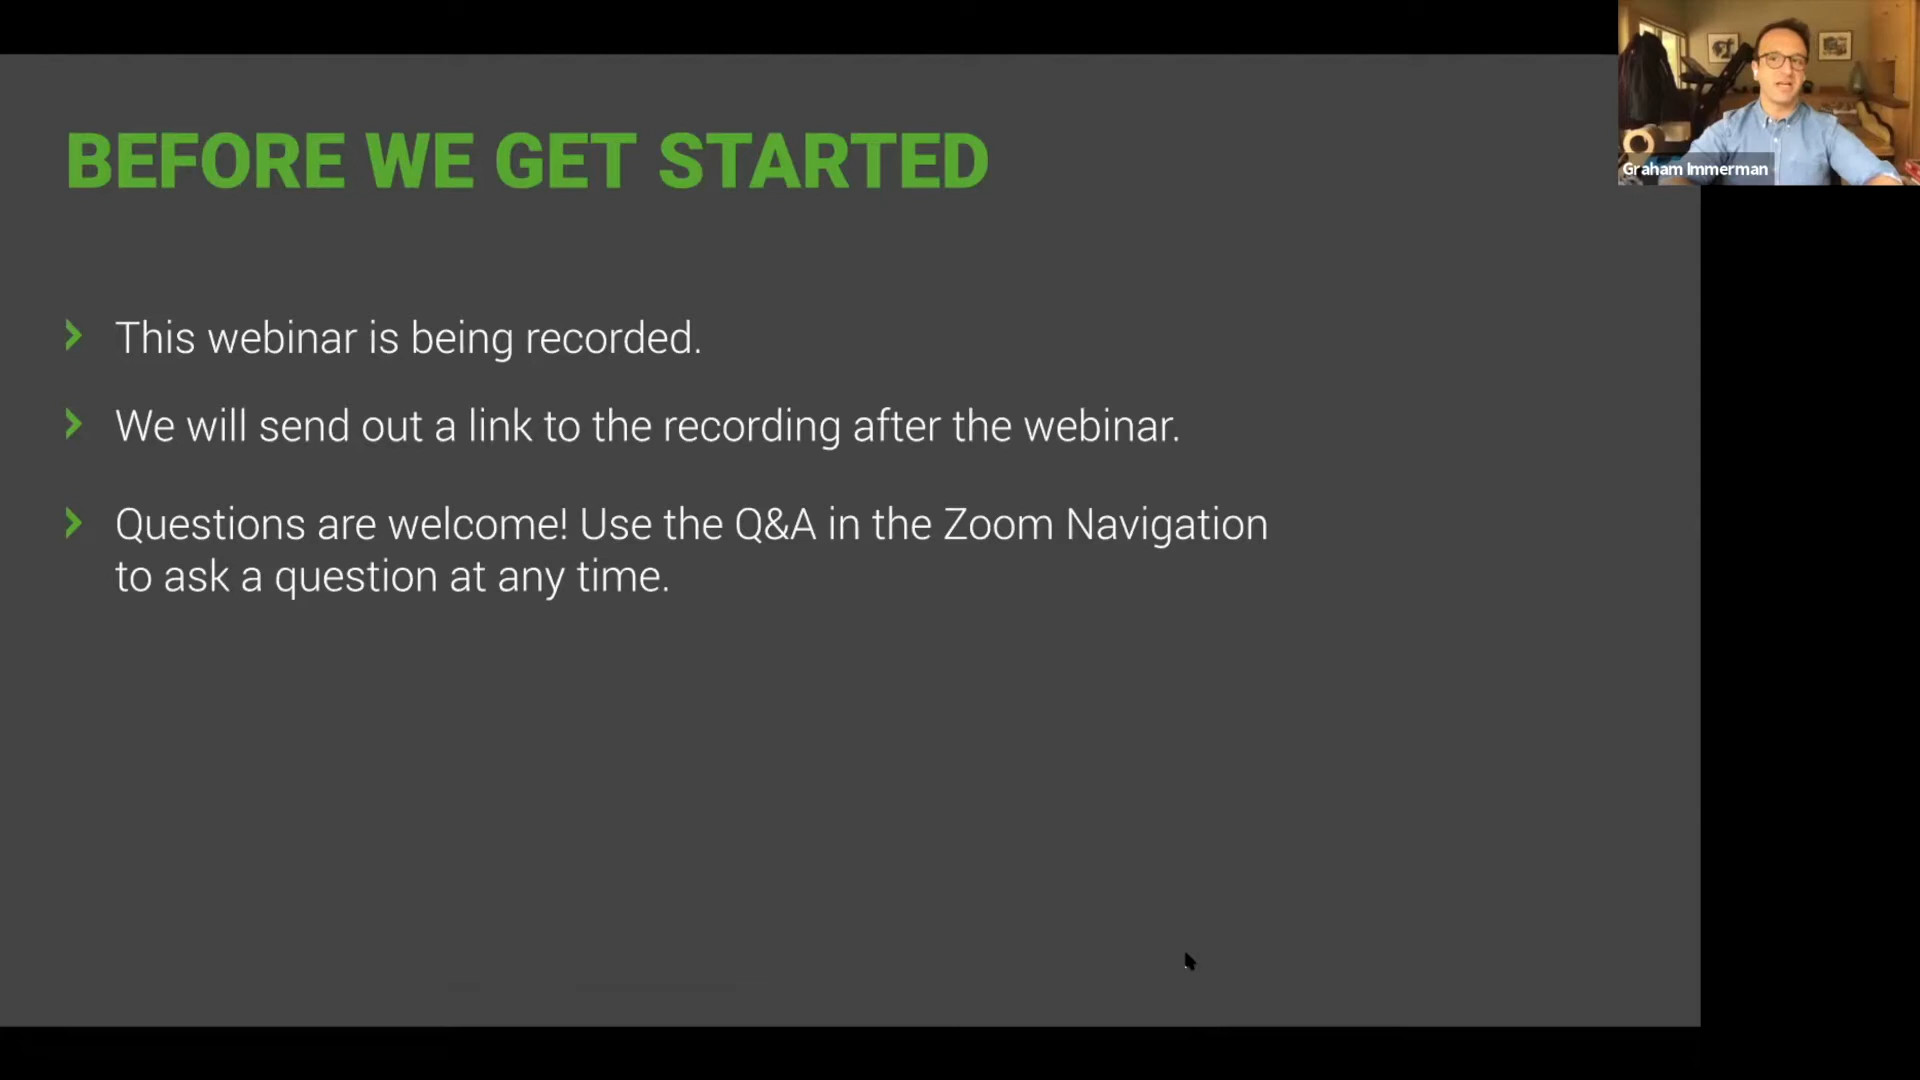 BEFORE WE GET STARTED
This webinar is being recorded.
We will send out a link to the recording after the webinar.
Questions are welcome! Use the Q&A in the Zoom Navigation
to ask a question at any time.
Graham Immerman